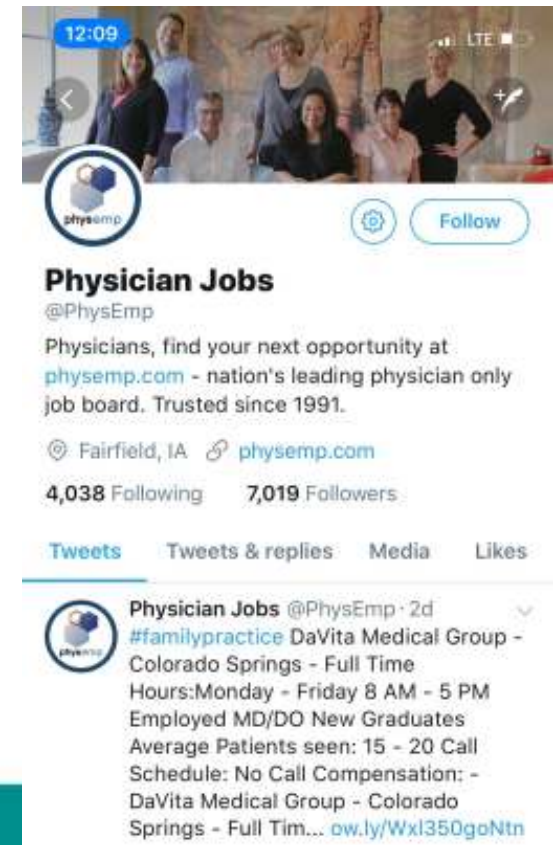 12:09
LTE
physemp
Follow
Physician Jobs
@PhysEmp
Physicians, find your next opportunity at
physemp.com - nation's leading physician only
job board. Trusted since 1991.
Fairfield, IA physemp.com
4,038 Following 7,019 Followers
Tweets Tweets & replies Media Likes
Physician Jobs @PhysEmp · 2d
#familypractice DaVita Medical Group -
Colorado Springs - Full Time
Hours:Monday - Friday 8 AM - 5 PM
Employed MD/DO New Graduates
Average Patients seen: 15 - 20 Call
Schedule: No Call Compensation: -
DaVita Medical Group - Colorado
Springs - Full Tim... ow.ly/WxI350goNtn
physemp